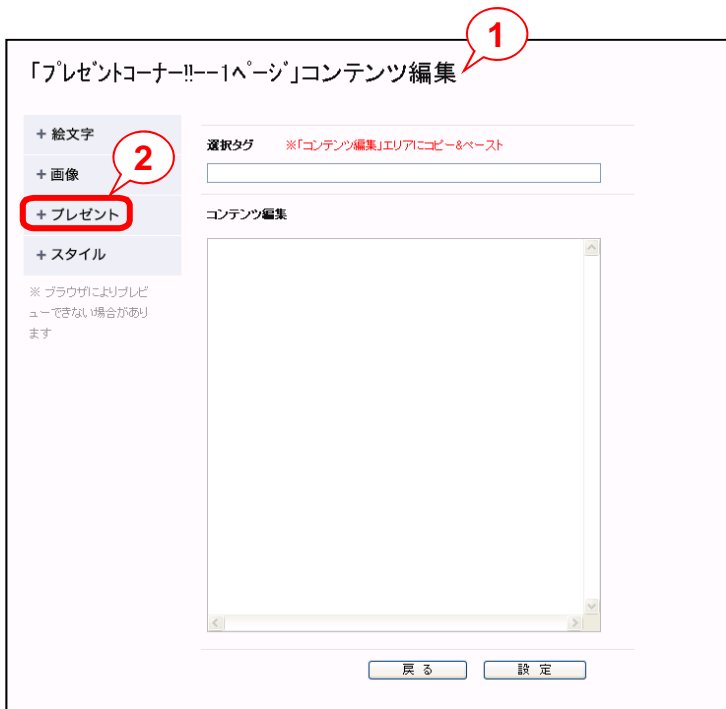 1
「ﾌﾟﾚｾﾞﾝﾄｺｰﾅｰ!!--1ﾍﾟｰｼﾞ」コンテンツ編集
+ 絵文字
2
+ 画像
+ プレゼント
+ スタイル
※ ブラウザによりプレビ
ューできない場合があり
ます
選択タグ ※「コンテンツ編集」エリアにコピー&ペースト
コンテンツ編集
戻 る 設 定